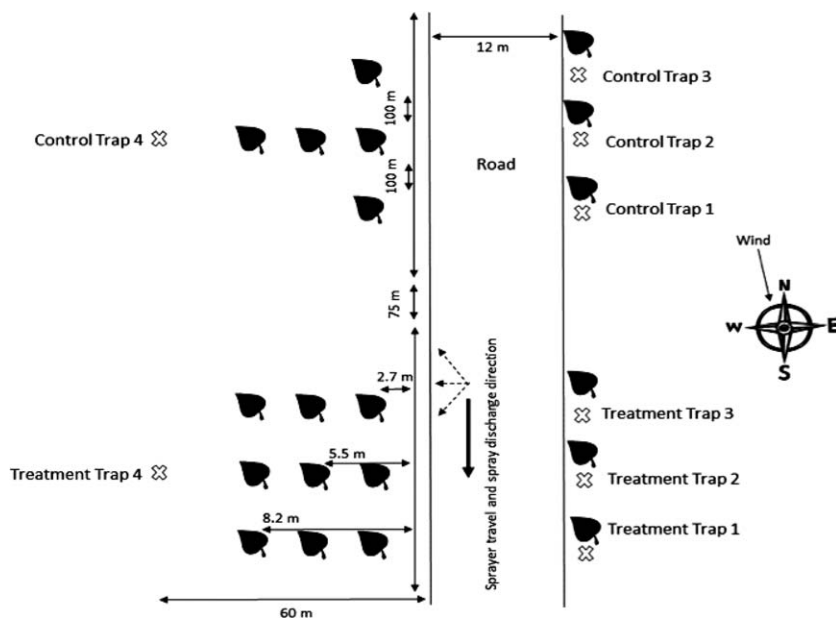 12 m
Control Trap 3
100 m
Control Trap 4
Control Trap 2
Road
100 m
Control Trap 1
Wind
N
W
E
S
75 m
2.7 m
Sprayer travel and spray discharge direction
Treatment Trap 3
5.5 m
Treatment Trap 4
Treatment Trap 2
8.2 m
Treatment Trap 1
60 m